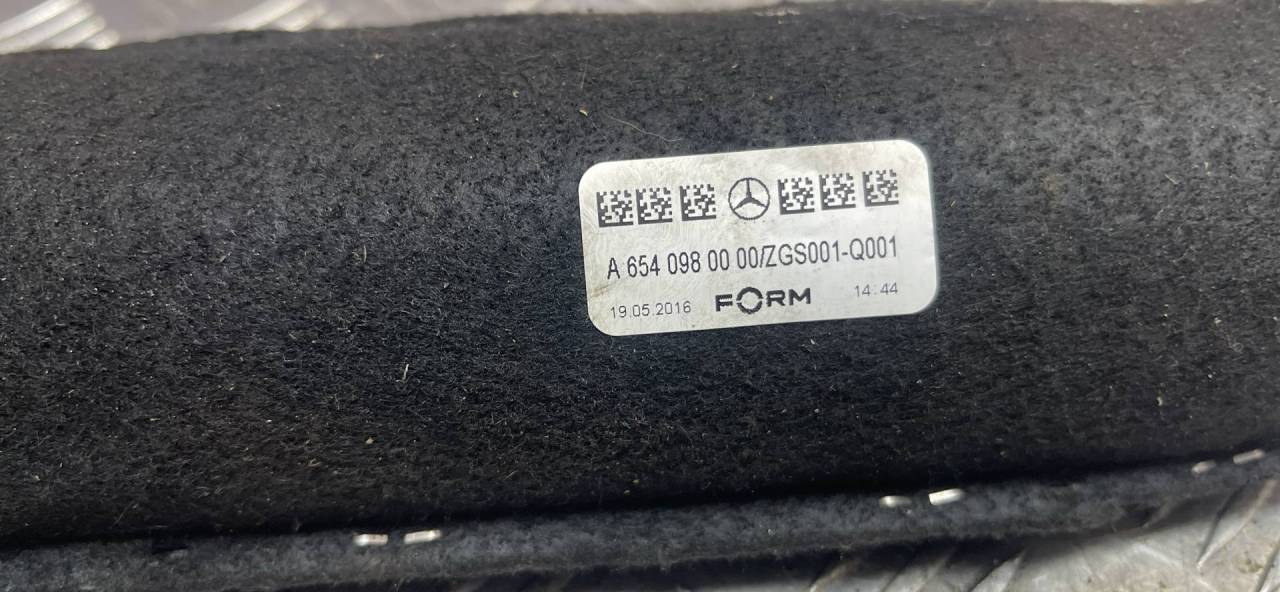 A 654 098 00 00/ZGS001-Q001
19.05.2016 FORM 14:44